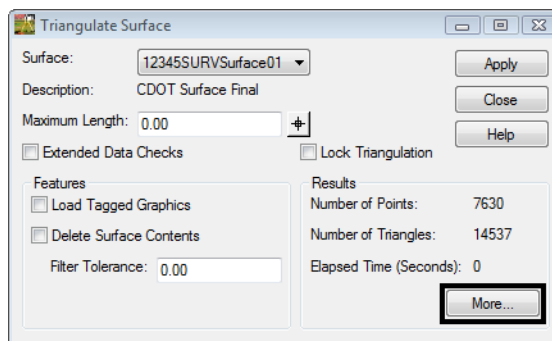 Triangulate Surface
Surface: 12345SURVSurface01 Apply
Description: CDOT Surface Final Close
Maximum Length: 0.00 Help
Extended Data Checks Lock Triangulation
Features Results
Load Tagged Graphics Number of Points: 7630
Delete Surface Contents Number of Triangles: 14537
Filter Tolerance: 0.00 Elapsed Time (Seconds): 0
More...